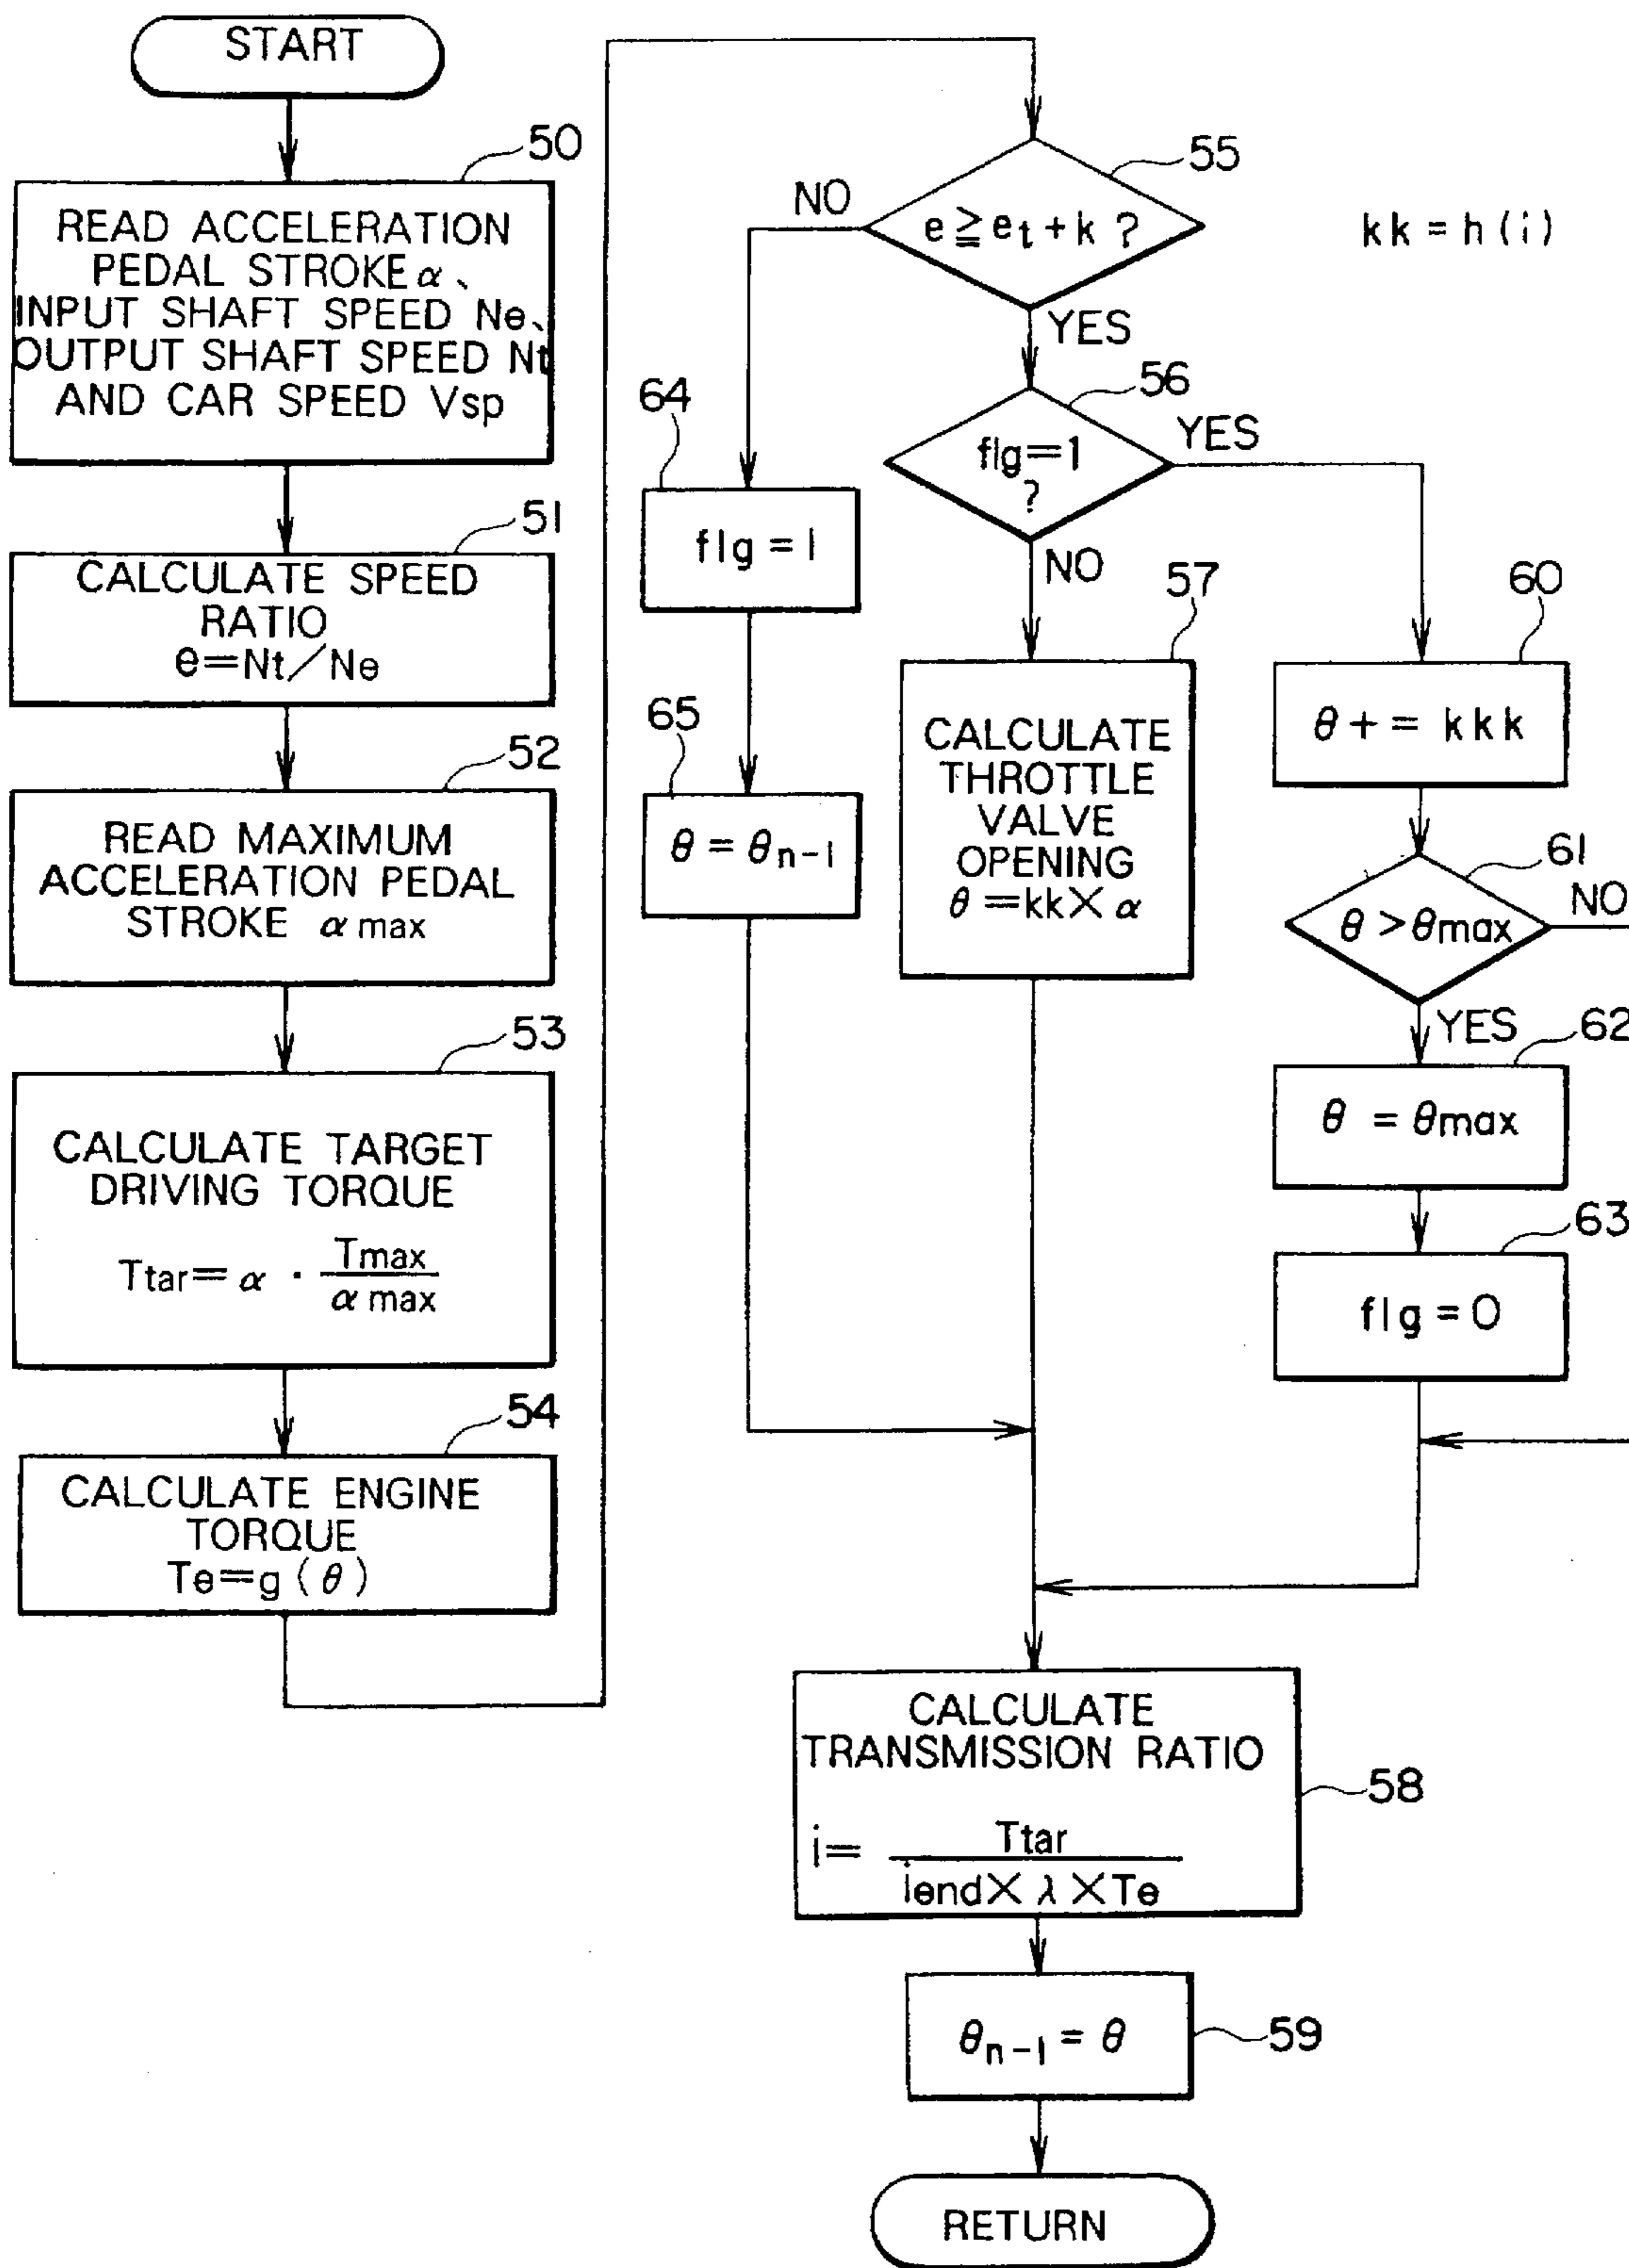 START
50
READ ACCELERATION
PEDAL STROKE α、
INPUT SHAFT SPEED Ne、
OUTPUT SHAFT SPEED Nt
AND CAR SPEED Vsp
51
CALCULATE SPEED
RATIO
e=Nt/Ne
52
READ MAXIMUM
ACCELERATION PEDAL
STROKE α max
53
CALCULATE TARGET
DRIVING TORQUE
Ttar = α · Tmax / α max
54
CALCULATE ENGINE
TORQUE
Te=g(θ)
55
e ≧ et + k ?
NO
YES
kk = h(i)
56
flg=1
?
YES
NO
64
flg = 1
65
θ = θn-1
57
CALCULATE
THROTTLE
VALVE
OPENING
θ = kk × α
60
θ + = kkk
61
θ > θmax
NO
YES
62
θ = θmax
63
flg = 0
58
CALCULATE
TRANSMISSION RATIO
i = Ttar / iend × λ × Te
59
θn-1 = θ
RETURN